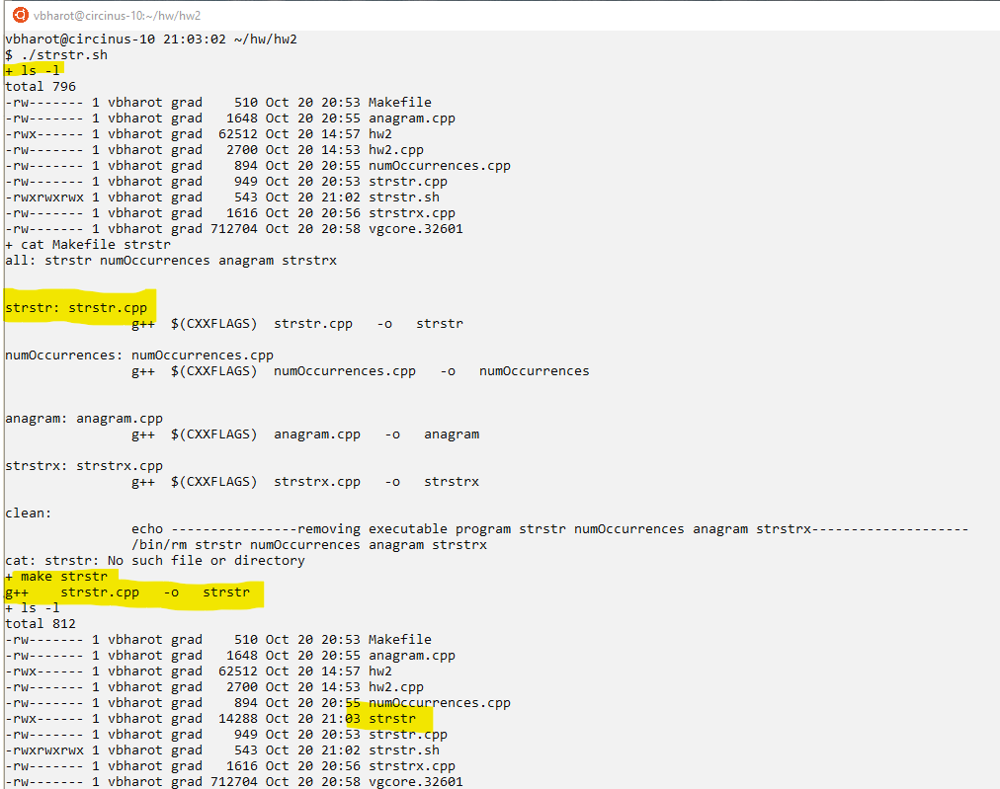 vbharot@circinus-10:~/hw/hw2
vbharot@circinus-10 21:03:02 ~/hw/hw2
$ ./strstr.sh
+ ls -l
total 796
-rw------- 1 vbharot grad    510 Oct 20 20:53 Makefile
-rw------- 1 vbharot grad   1648 Oct 20 20:55 anagram.cpp
-rwx------ 1 vbharot grad  62512 Oct 20 14:57 hw2
-rw------- 1 vbharot grad   2700 Oct 20 14:53 hw2.cpp
-rw------- 1 vbharot grad    894 Oct 20 20:55 numOccurrences.cpp
-rw------- 1 vbharot grad    949 Oct 20 20:53 strstr.cpp
-rwxrwxrwx 1 vbharot grad    543 Oct 20 21:02 strstr.sh
-rw------- 1 vbharot grad   1616 Oct 20 20:56 strstrx.cpp
-rw------- 1 vbharot grad 712704 Oct 20 20:58 vgcore.32601
+ cat Makefile strstr
all: strstr numOccurrences anagram strstrx
strstr: strstr.cpp
                g++  $(CXXFLAGS)  strstr.cpp   -o   strstr
numOccurrences: numOccurrences.cpp
                g++  $(CXXFLAGS)  numOccurrences.cpp   -o   numOccurrences
anagram: anagram.cpp
                g++  $(CXXFLAGS)  anagram.cpp   -o   anagram
strstrx: strstrx.cpp
                g++  $(CXXFLAGS)  strstrx.cpp   -o   strstrx
clean:
                echo ----------------removing executable program strstr numOccurrences anagram strstrx--------------------
                /bin/rm strstr numOccurrences anagram strstrx
cat: strstr: No such file or directory
+ make strstr
g++    strstr.cpp   -o   strstr
+ ls -l
total 812
-rw------- 1 vbharot grad    510 Oct 20 20:53 Makefile
-rw------- 1 vbharot grad   1648 Oct 20 20:55 anagram.cpp
-rwx------ 1 vbharot grad  62512 Oct 20 14:57 hw2
-rw------- 1 vbharot grad   2700 Oct 20 14:53 hw2.cpp
-rw------- 1 vbharot grad    894 Oct 20 20:55 numOccurrences.cpp
-rwx------ 1 vbharot grad  14288 Oct 20 21:03 strstr
-rw------- 1 vbharot grad    949 Oct 20 20:53 strstr.cpp
-rwxrwxrwx 1 vbharot grad    543 Oct 20 21:02 strstr.sh
-rw------- 1 vbharot grad   1616 Oct 20 20:56 strstrx.cpp
-rw------- 1 vbharot grad 712704 Oct 20 20:58 vgcore.32601